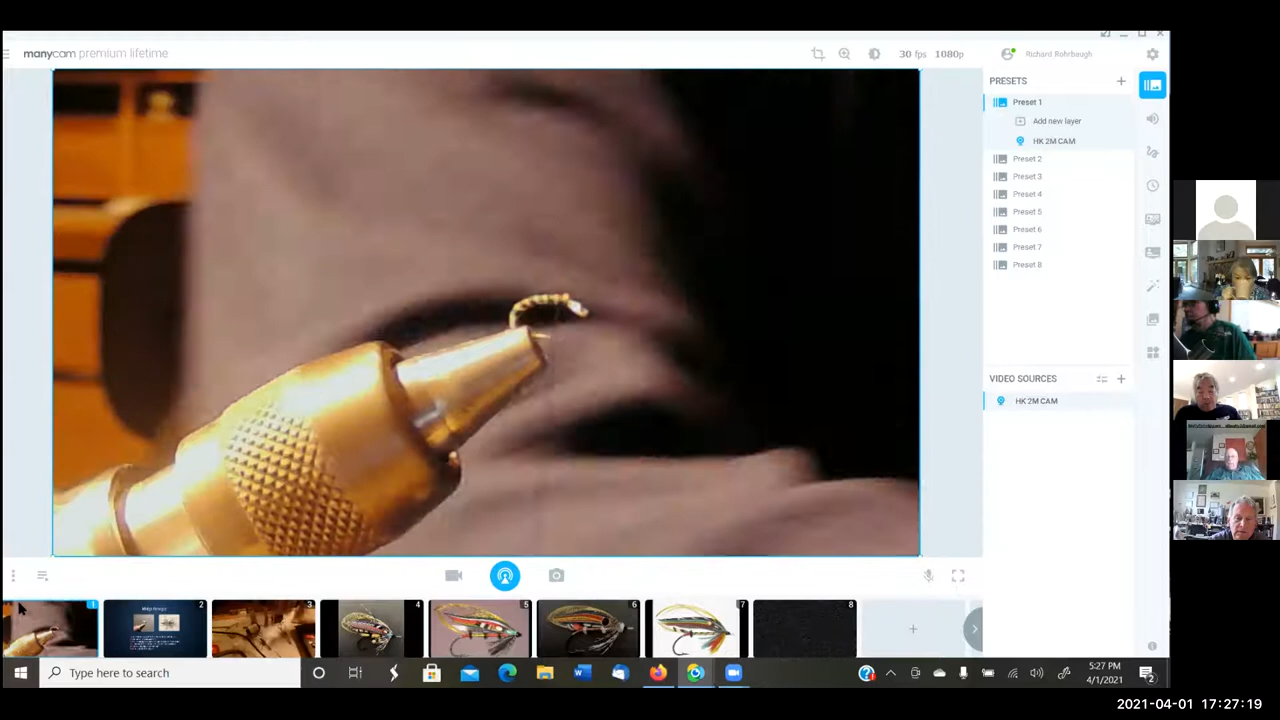 manycam premium lifetime
30 fps 1080p
Richard Rohrbaugh
PRESETS
Preset 1
Add new layer
HK 2M CAM
Preset 2
Preset 3
Preset 4
Preset 5
Preset 6
Preset 7
Preset 8
VIDEO SOURCES
HK 2M CAM
1
2
3
4
5
6
7
8
Type here to search
5:27 PM
4/1/2021
2
2021-04-01 17:27:19